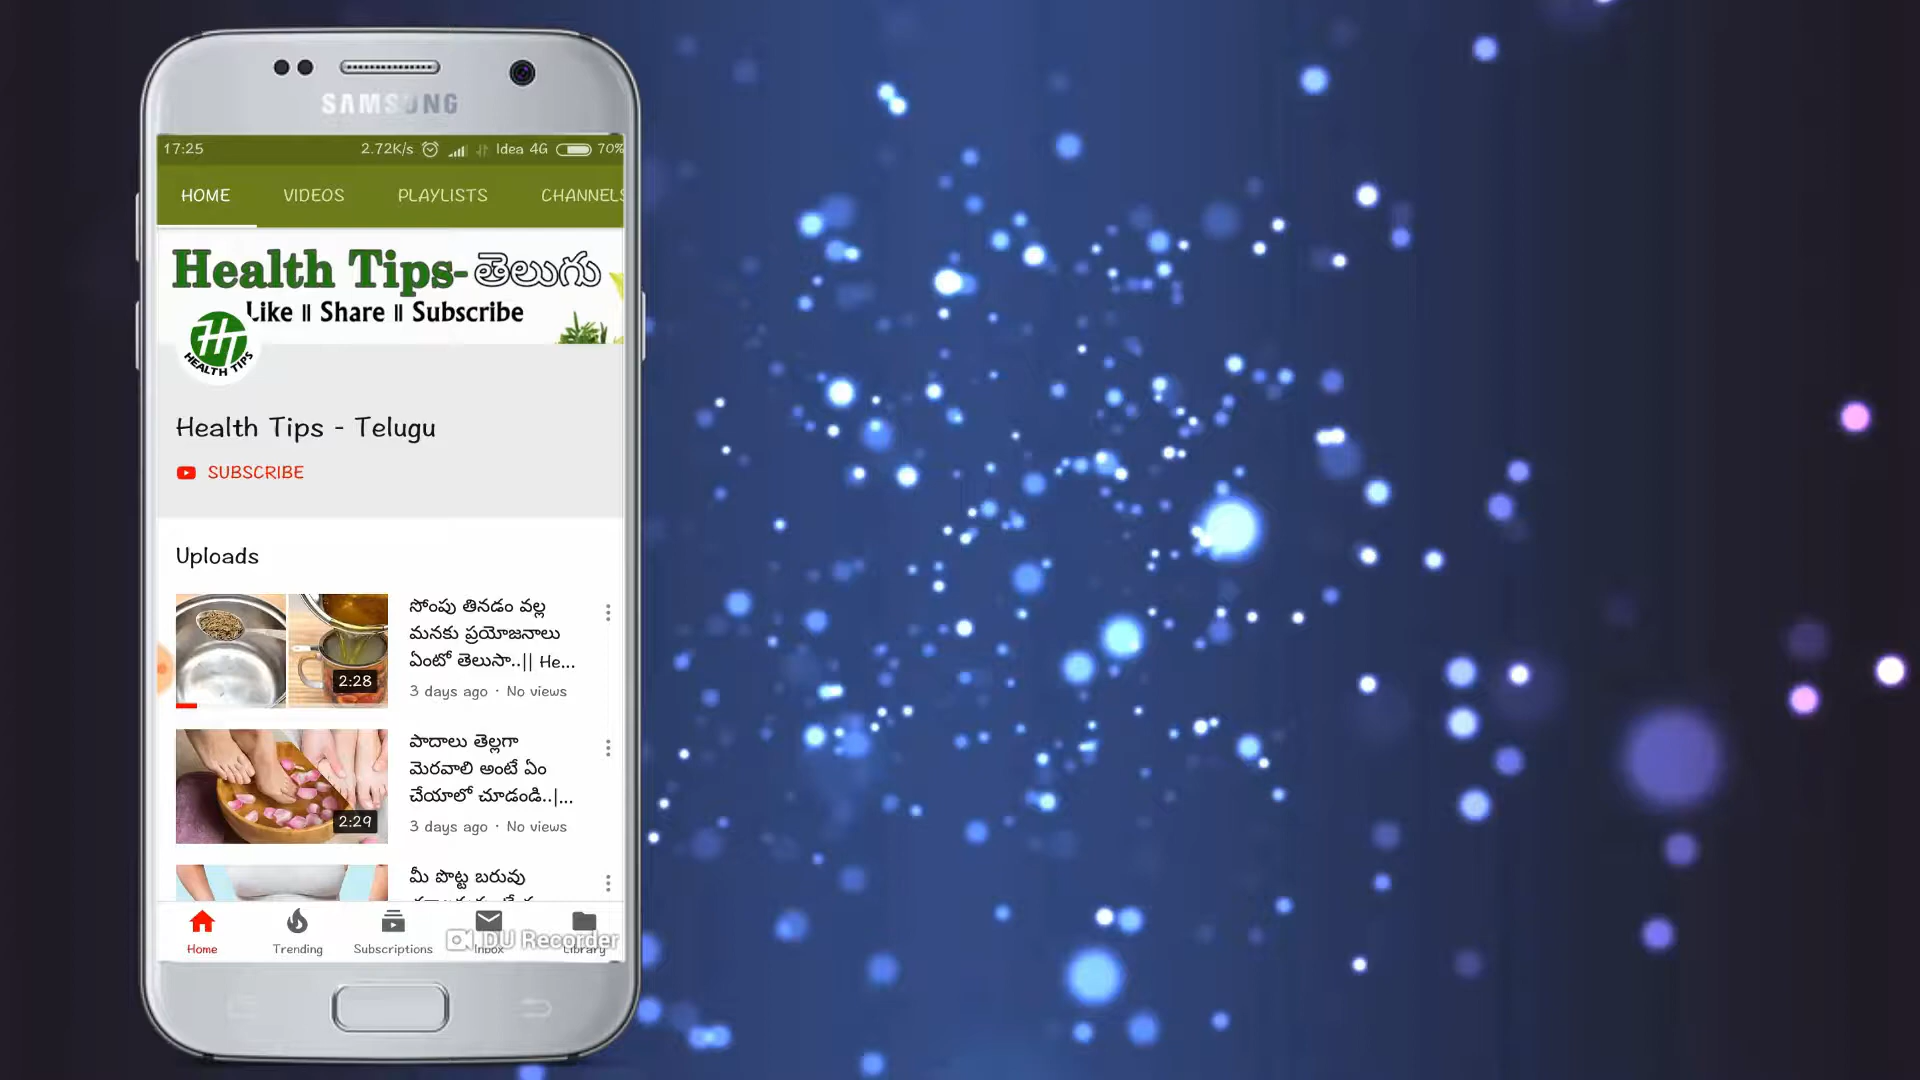 SAMSUNG
17:25 2.72K/s Idea 4G 70%
HOME VIDEOS PLAYLISTS CHANNELS
Health Tips-తెలుగు
Like || Share || Subscribe
HEALTH TIPS
Health Tips - Telugu
SUBSCRIBE
Uploads
సోంపు తినడం వల్ల
మనకు ప్రయోజనాలు
ఏంటో తెలుసా..|| He...
3 days ago · No views
2:28
పాదాలు తెల్లగా
మెరవాలి అంటే ఏం
చేయాలో చూడండి..|...
3 days ago · No views
2:29
మీ పొట్ట బరువు
Home Trending Subscriptions Inbox Library
DU Recorder